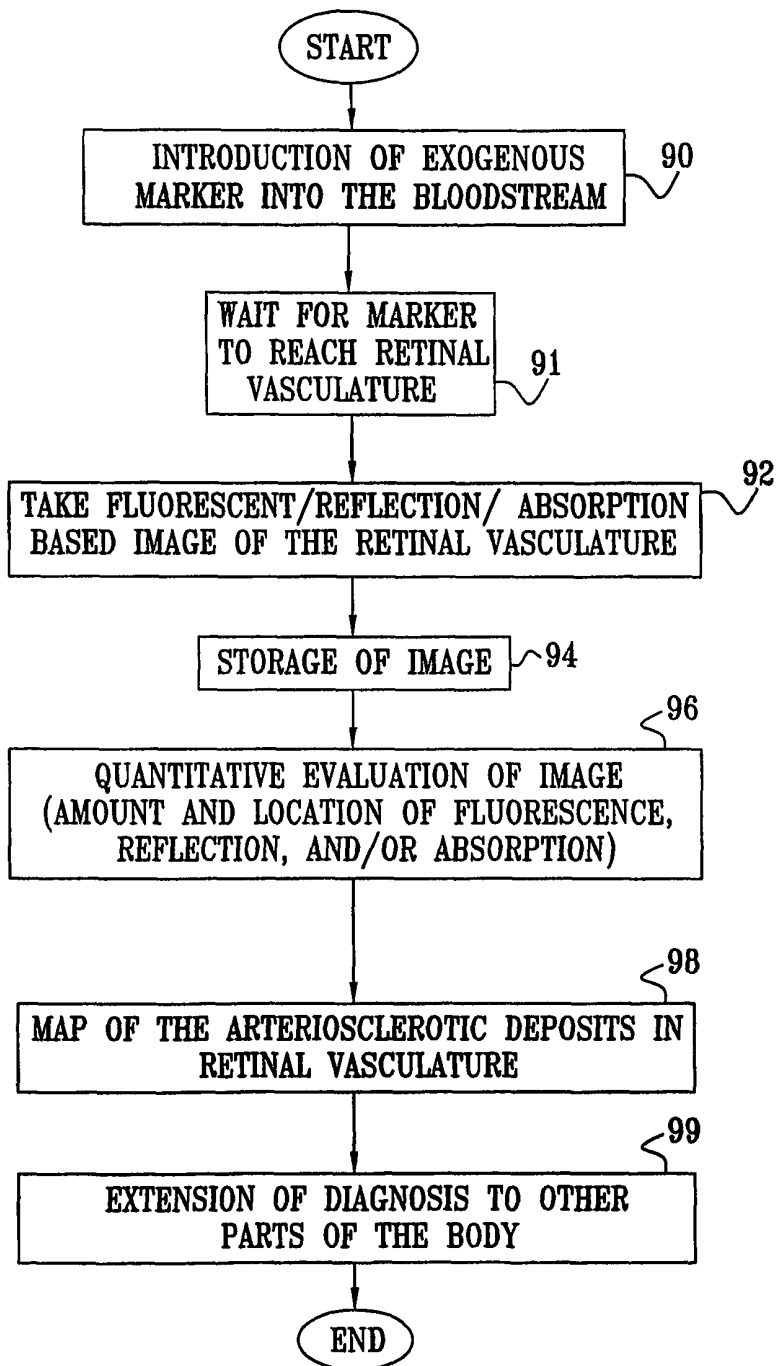 START
INTRODUCTION OF EXOGENOUS
MARKER INTO THE BLOODSTREAM
90
WAIT FOR MARKER
TO REACH RETINAL
VASCULATURE
91
92
TAKE FLUORESCENT/REFLECTION/ ABSORPTION
BASED IMAGE OF THE RETINAL VASCULATURE
STORAGE OF IMAGE
94
96
QUANTITATIVE EVALUATION OF IMAGE
(AMOUNT AND LOCATION OF FLUORESCENCE,
REFLECTION, AND/OR ABSORPTION)
98
MAP OF THE ARTERIOSCLEROTIC DEPOSITS IN
RETINAL VASCULATURE
99
EXTENSION OF DIAGNOSIS TO OTHER
PARTS OF THE BODY
END